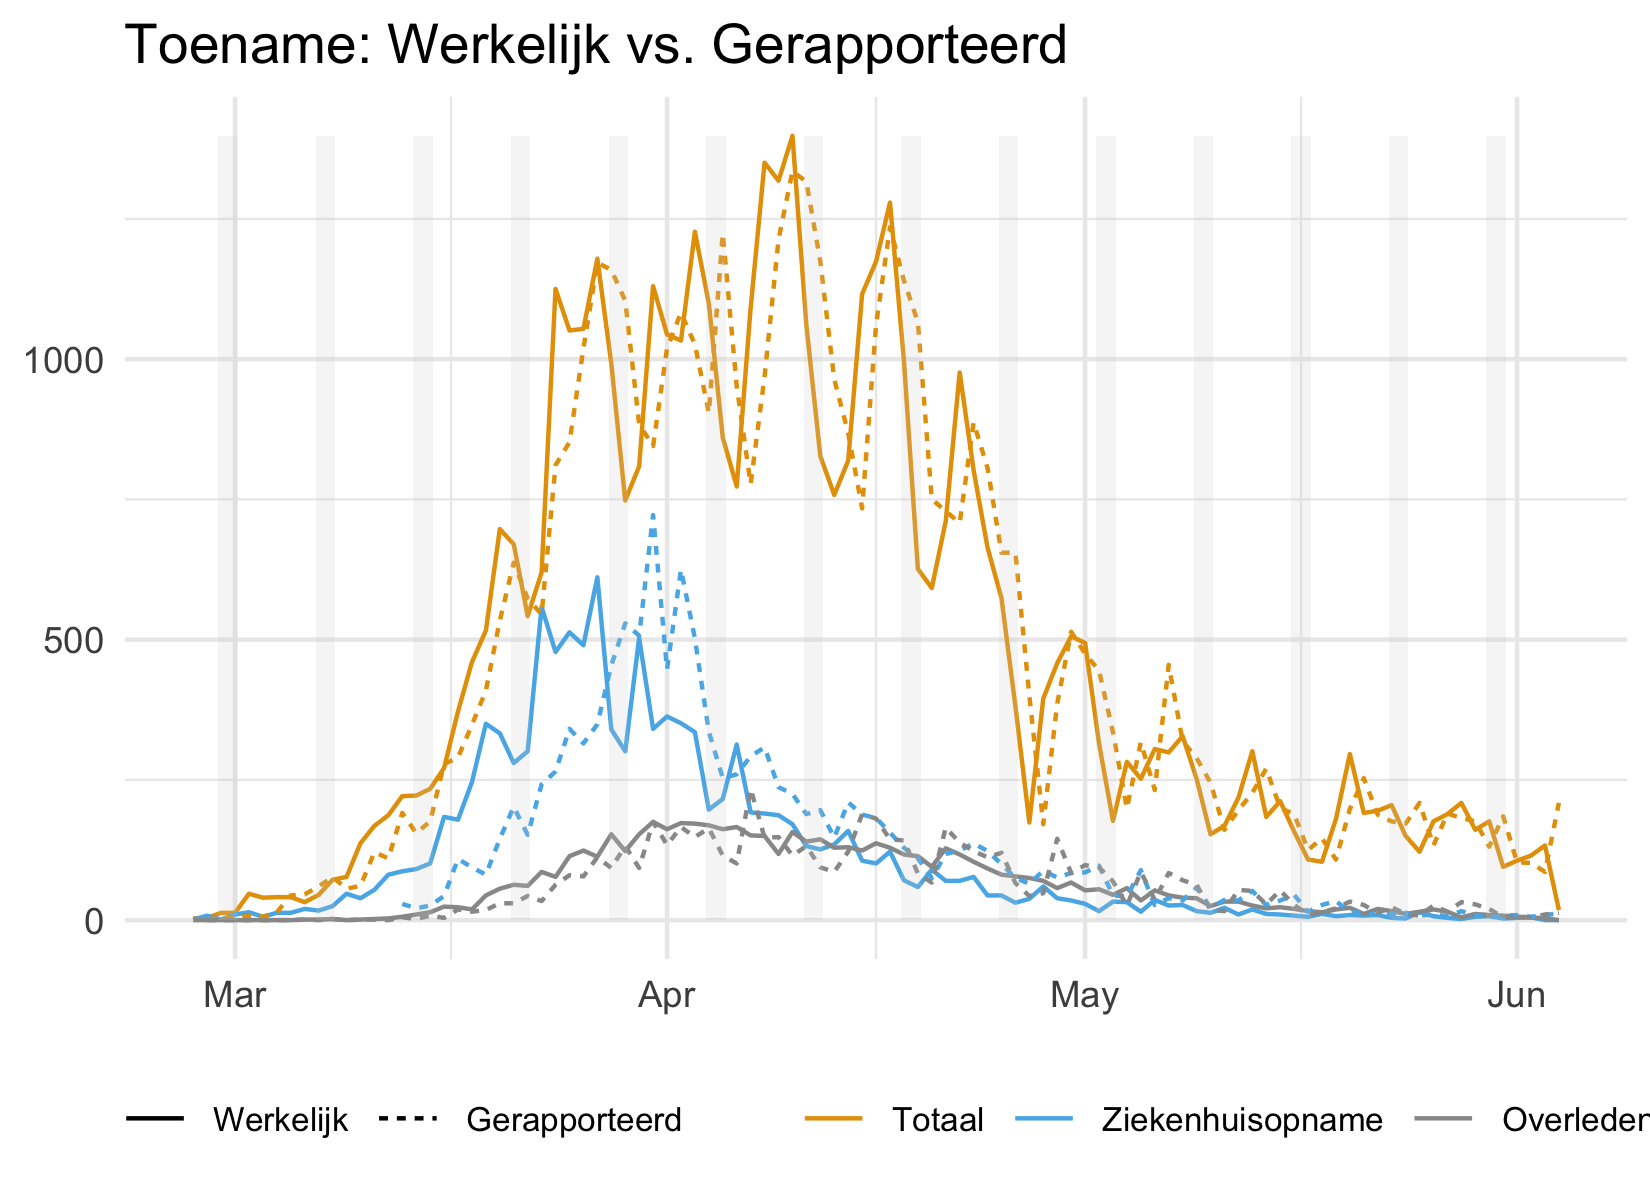 Toename: Werkelijk vs. Gerapporteerd
1000
500
0
Mar Apr May Jun
Werkelijk Gerapporteerd Totaal Ziekenhuisopname Overleden